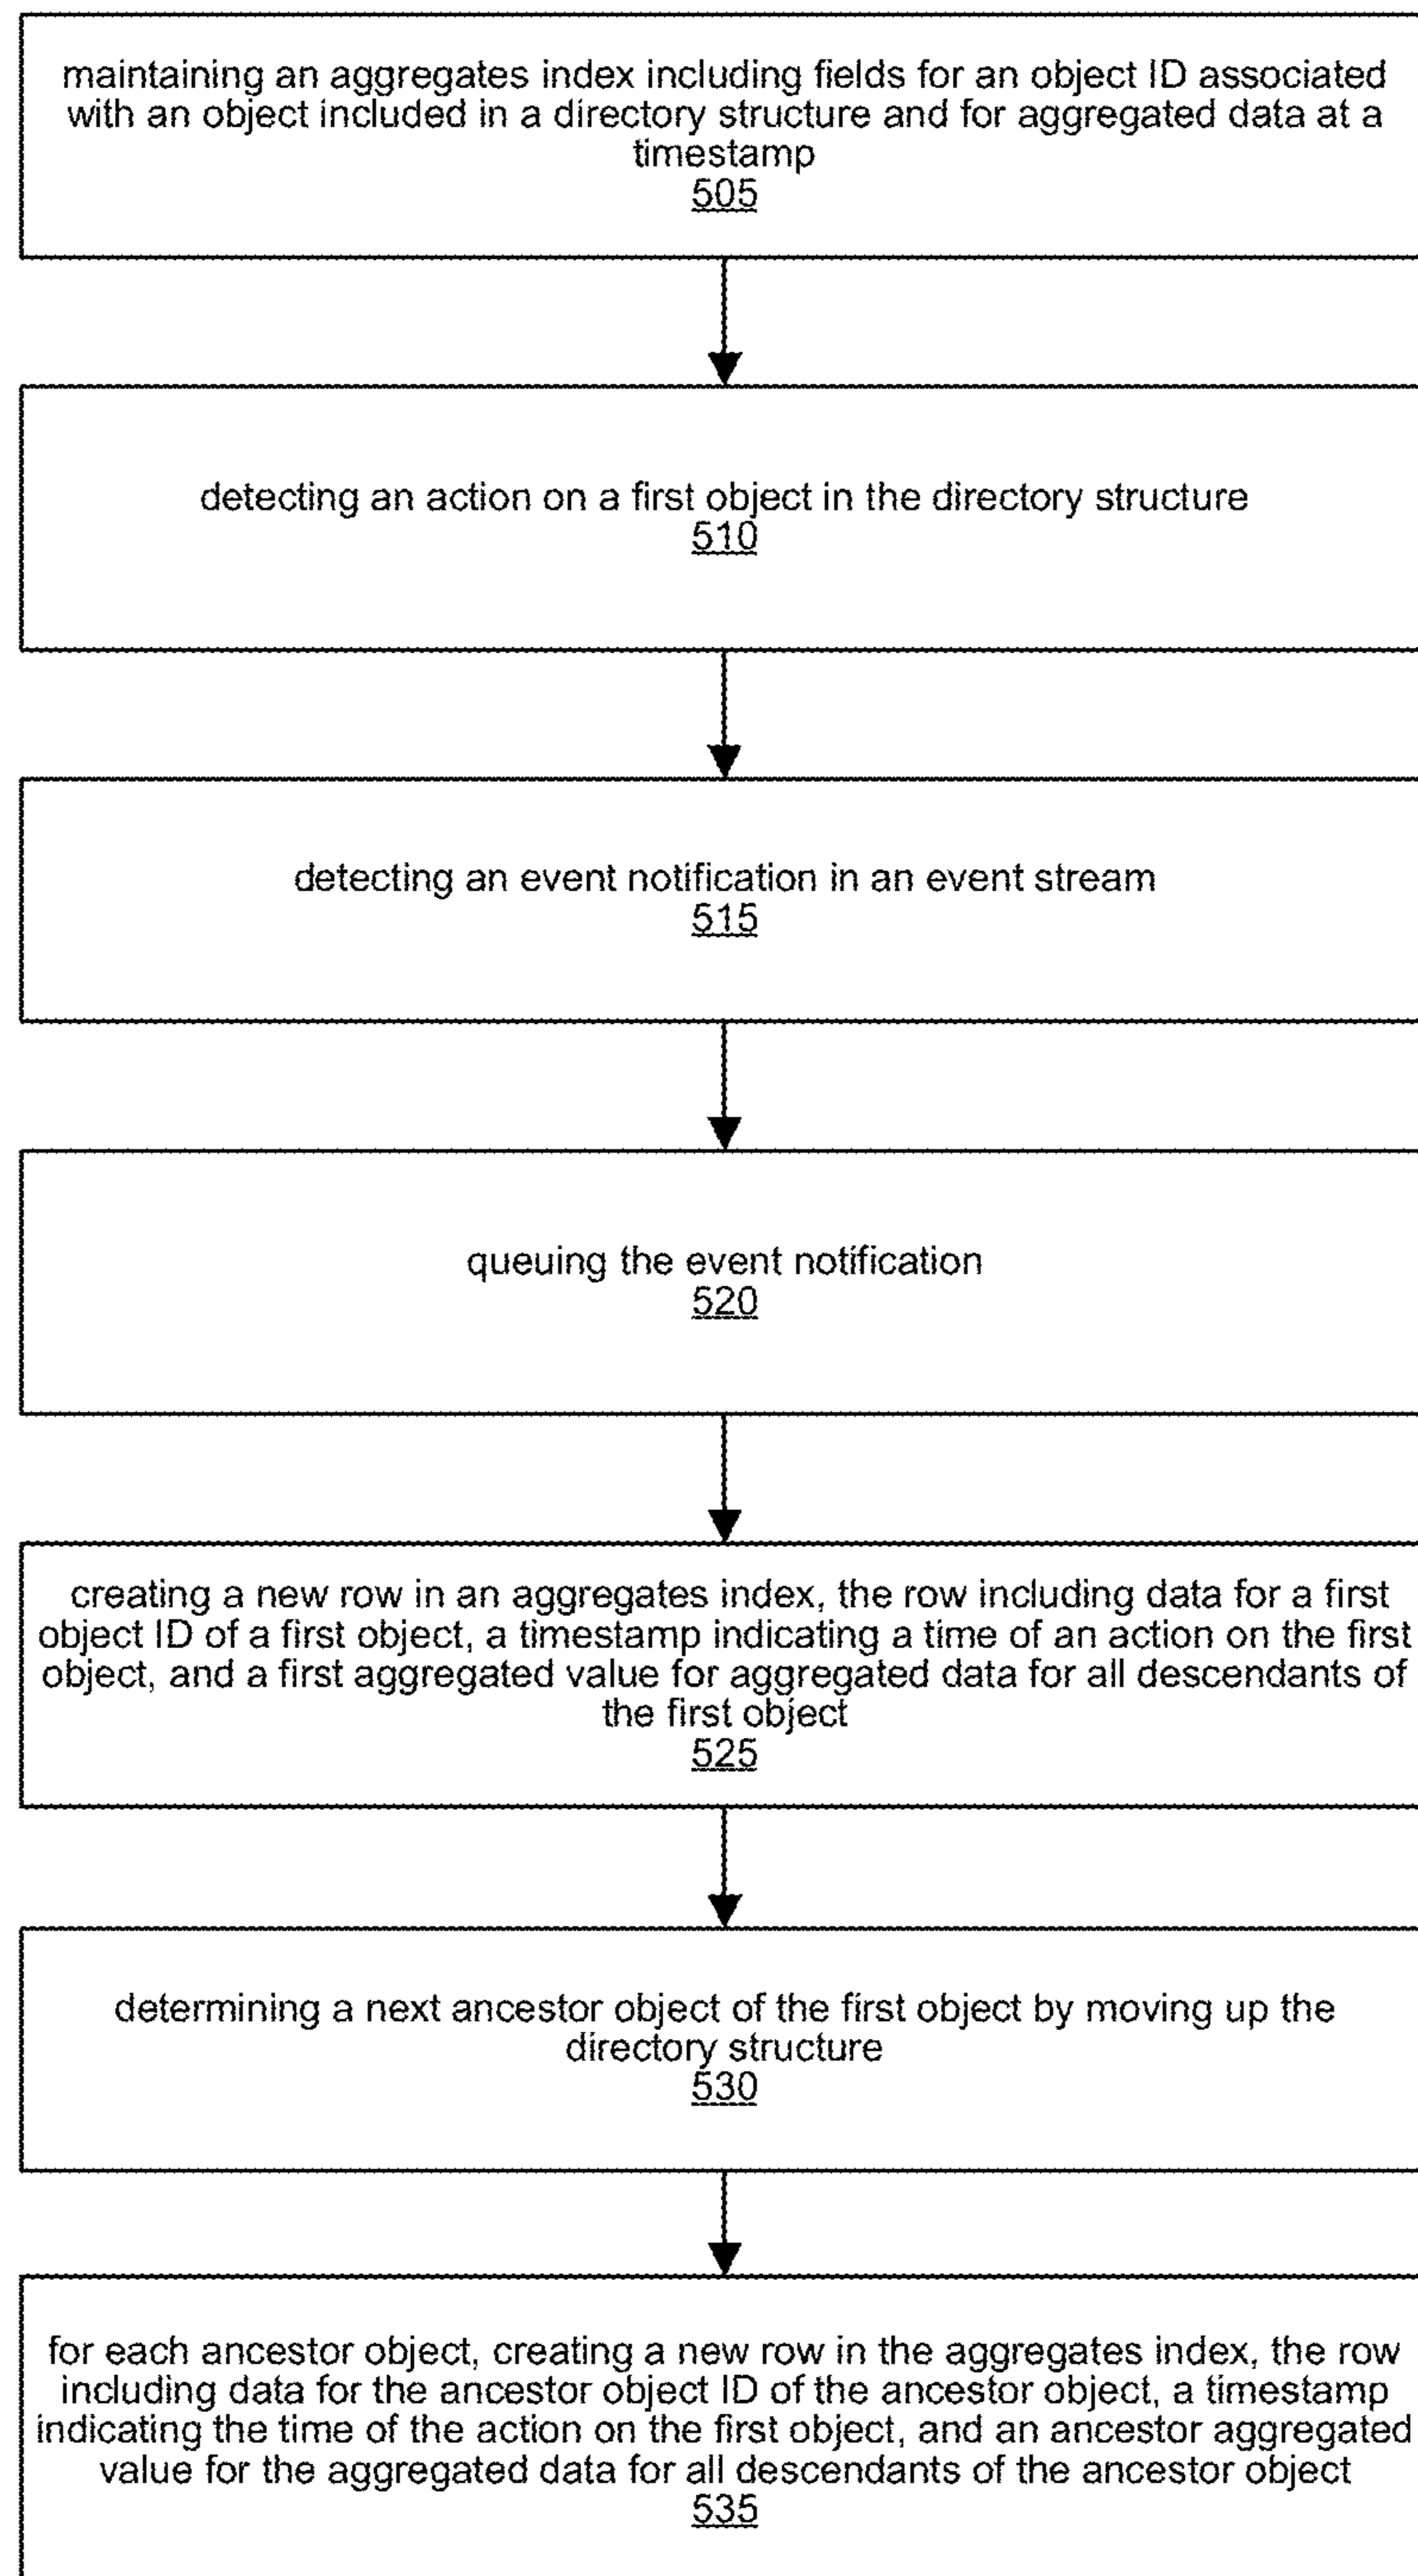 maintaining an aggregates index including fields for an object ID associated
with an object included in a directory structure and for aggregated data at a
timestamp
505
detecting an action on a first object in the directory structure
510
detecting an event notification in an event stream
515
queuing the event notification
520
creating a new row in an aggregates index, the row including data for a first
object ID of a first object, a timestamp indicating a time of an action on the first
object, and a first aggregated value for aggregated data for all descendants of
the first object
525
determining a next ancestor object of the first object by moving up the
directory structure
530
for each ancestor object, creating a new row in the aggregates index, the row
including data for the ancestor object ID of the ancestor object, a timestamp
indicating the time of the action on the first object, and an ancestor aggregated
value for the aggregated data for all descendants of the ancestor object
535